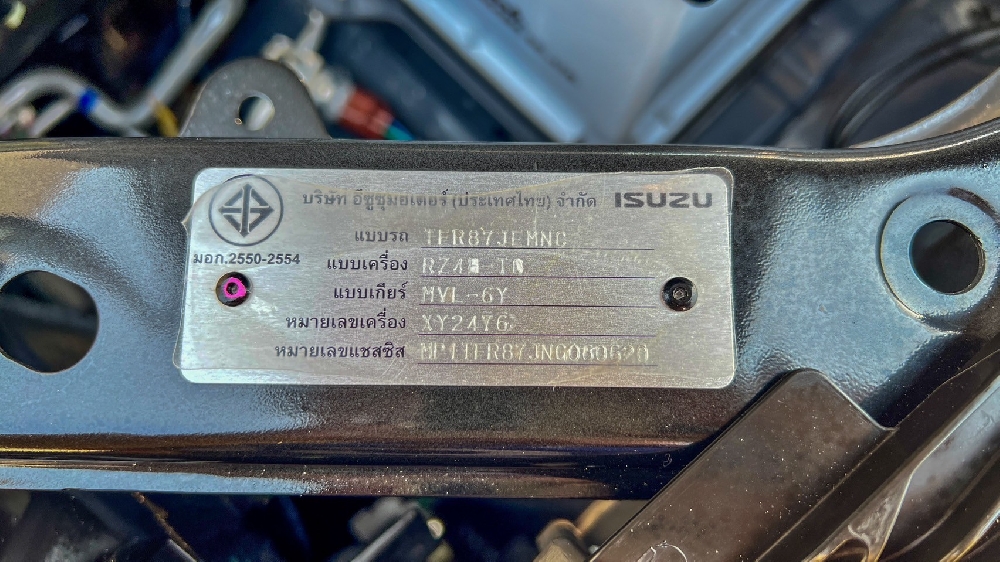 บริษัท อีซูซุมอเตอร์ (ประเทศไทย) จำกัด ISUZU
มอก.2550-2554
แบบรถ TFR87JEMNC
แบบเครื่อง
แบบเกียร์ MVL-6Y
หมายเลขเครื่อง XY2476
หมายเลขแชสซิส